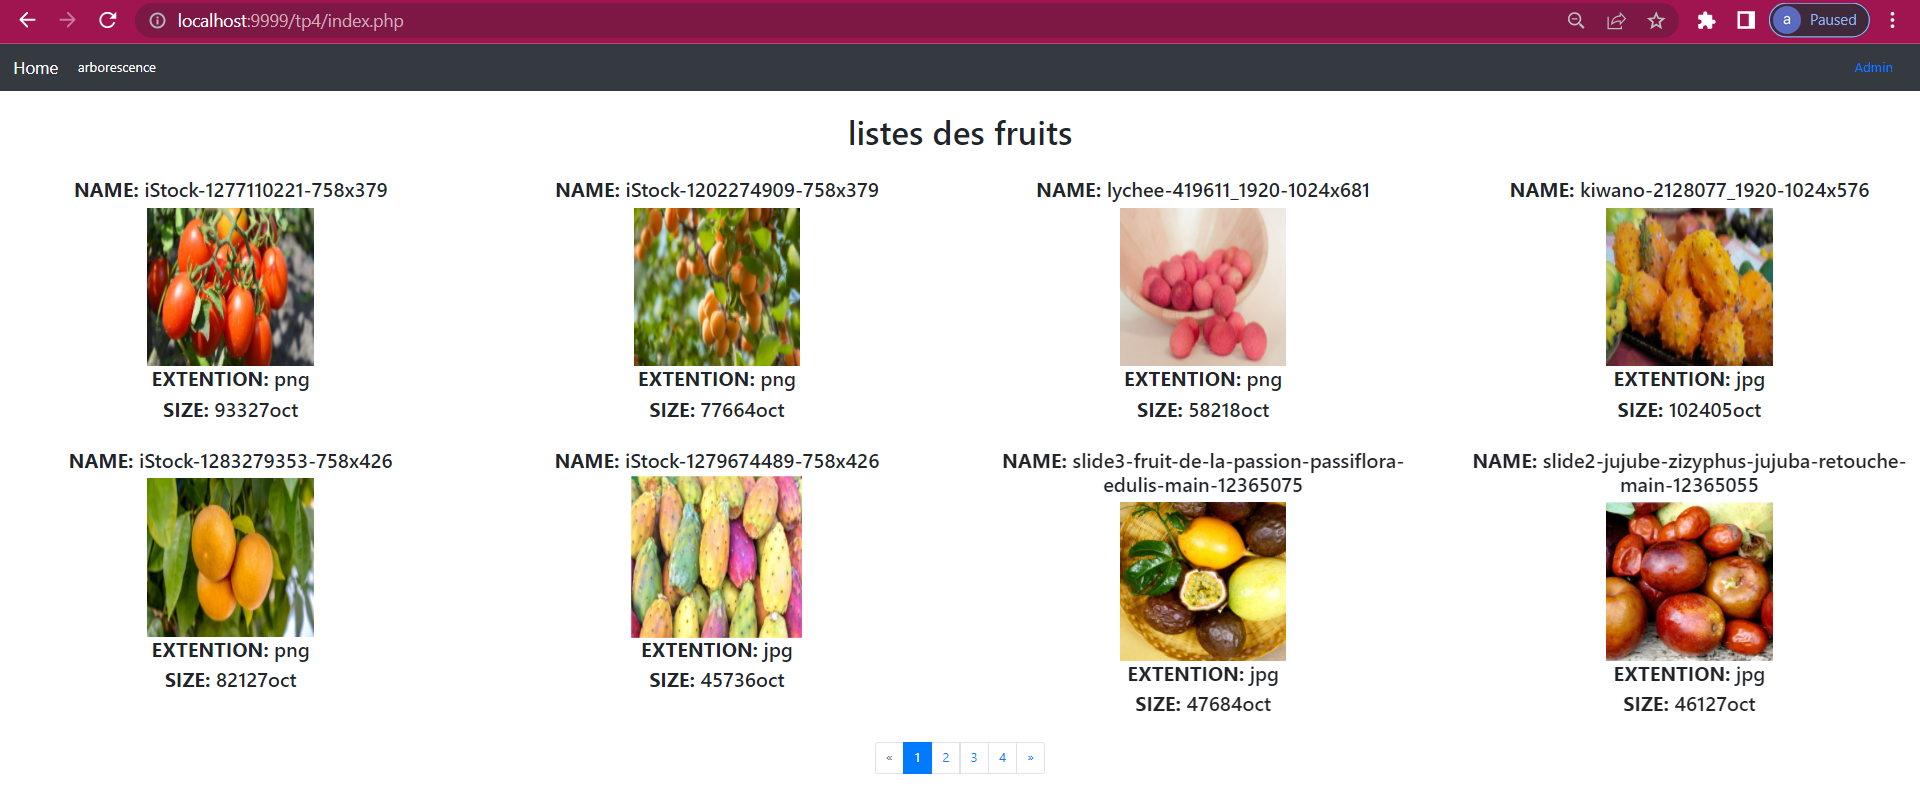 localhost:9999/tp4/index.php
a Paused
Home arborescence Admin
listes des fruits
NAME: iStock-1277110221-758x379
EXTENTION: png
SIZE: 93327oct
NAME: iStock-1202274909-758x379
EXTENTION: png
SIZE: 77664oct
NAME: lychee-419611_1920-1024x681
EXTENTION: png
SIZE: 58218oct
NAME: kiwano-2128077_1920-1024x576
EXTENTION: jpg
SIZE: 102405oct
NAME: iStock-1283279353-758x426
EXTENTION: png
SIZE: 82127oct
NAME: iStock-1279674489-758x426
EXTENTION: jpg
SIZE: 45736oct
NAME: slide3-fruit-de-la-passion-passiflora-
edulis-main-12365075
EXTENTION: jpg
SIZE: 47684oct
NAME: slide2-jujube-zizyphus-jujuba-retouche-
main-12365055
EXTENTION: jpg
SIZE: 46127oct
« 1 2 3 4 »